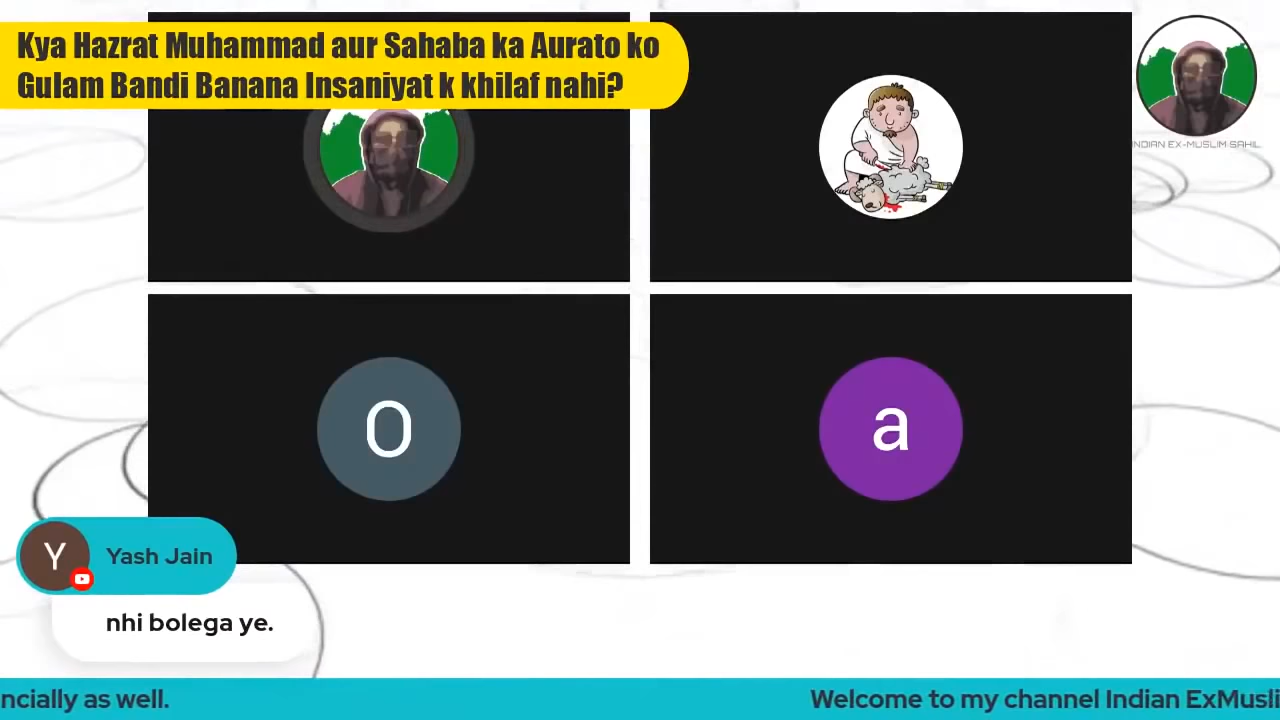 Kya Hazrat Muhammad aur Sahaba ka Aurato ko
Gulam Bandi Banana Insaniyat k khilaf nahi?
INDIAN EX-MUSLIM SAHIL
O
a
Y
Yash Jain
nhi bolega ye.
ncially as well.
Welcome to my channel Indian ExMusli